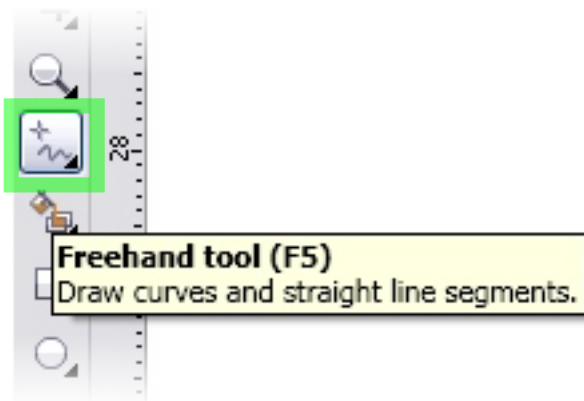 28
Freehand tool (F5)
Draw curves and straight line segments.